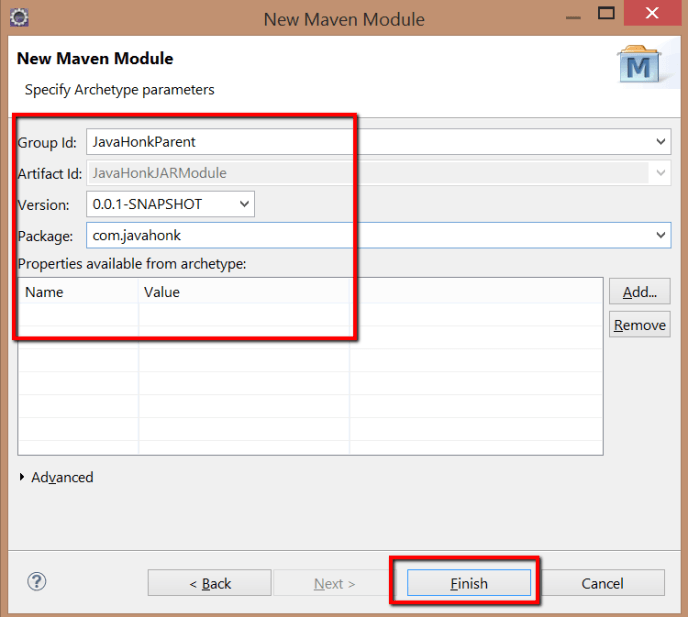 New Maven Module
New Maven Module
Specify Archetype parameters
M
Group Id: JavaHonkParent
Artifact Id: JavaHonkJARModule
Version: 0.0.1-SNAPSHOT
Package: com.javahonk
Properties available from archetype:
Name Value
Add...
Remove
Advanced
? < Back Next > Finish Cancel